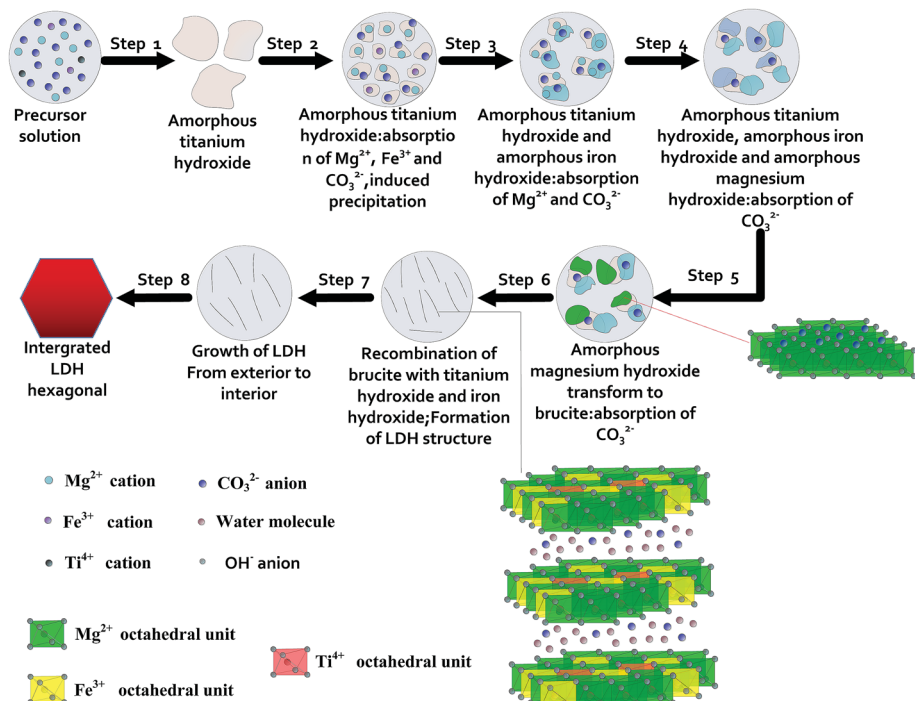 Step 1
Step 2
Step 3
Step 4
Precursor
solution
Amorphous
titanium
hydroxide
Amorphous titanium
hydroxide:absorptio
n of Mg²⁺, Fe³⁺ and
CO₃²⁻,induced
precipitation
Amorphous titanium
hydroxide and
amorphous iron
hydroxide:absorption
of Mg²⁺ and CO₃²⁻
Amorphous titanium
hydroxide, amorphous iron
hydroxide and amorphous
magnesium
hydroxide:absorption of
CO₃²⁻
Step 5
Step 6
Step 7
Step 8
Amorphous
magnesium hydroxide
transform to
brucite:absorption of
CO₃²⁻
Recombination of
brucite with titanium
hydroxide and iron
hydroxide;Formation
of LDH structure
Growth of LDH
From exterior to
interior
Intergrated
LDH
hexagonal
Mg²⁺ cation
CO₃²⁻ anion
Fe³⁺ cation
Water molecule
Ti⁴⁺ cation
OH⁻ anion
Mg²⁺ octahedral unit
Ti⁴⁺ octahedral unit
Fe³⁺ octahedral unit